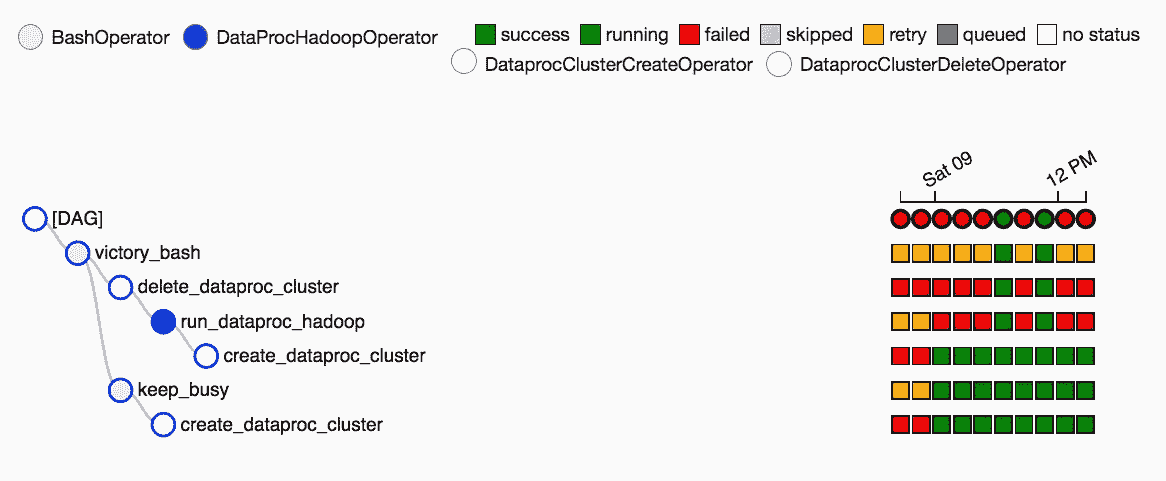 BashOperator DataProcHadoopOperator success running failed skipped retry queued no status
DataprocClusterCreateOperator DataprocClusterDeleteOperator
Sat 09 12 PM
[DAG]
victory_bash
delete_dataproc_cluster
run_dataproc_hadoop
create_dataproc_cluster
keep_busy
create_dataproc_cluster